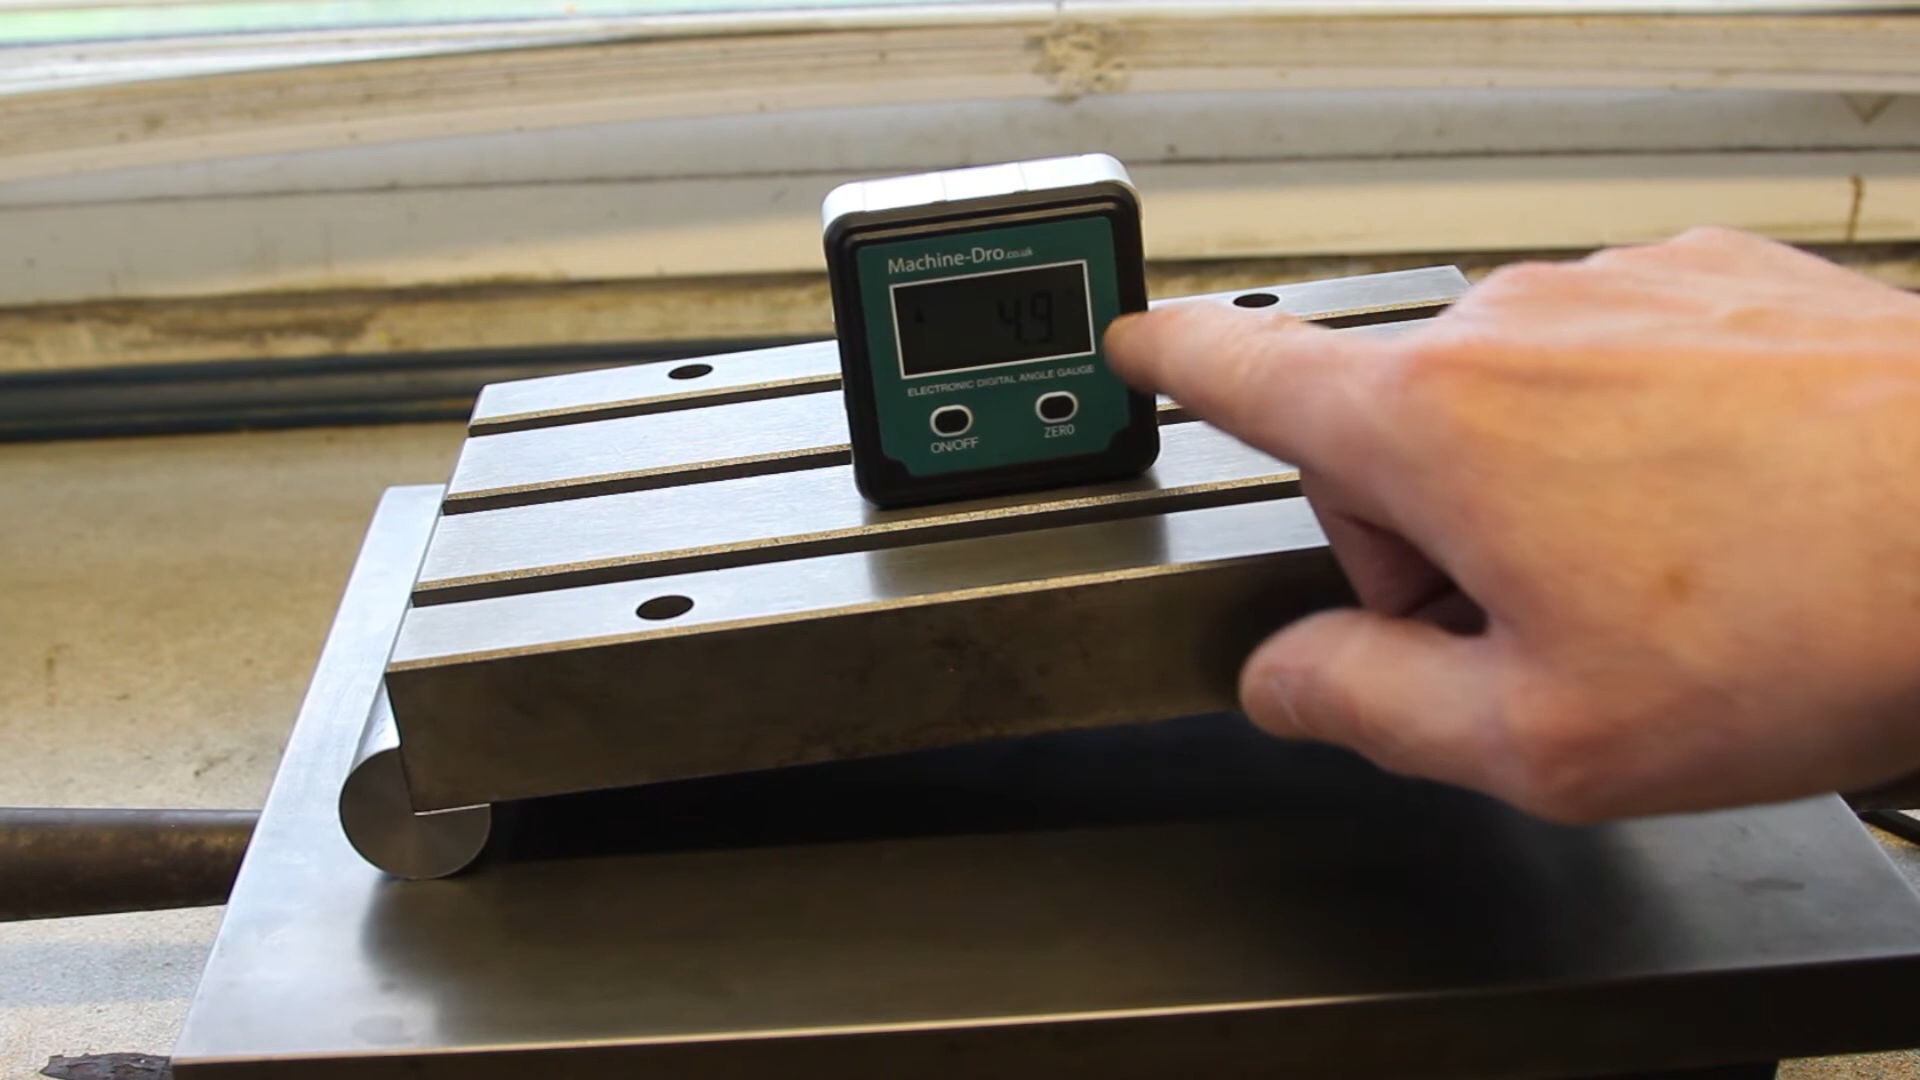 Machine-Dro.co.uk
4.9
ELECTRONIC DIGITAL ANGLE GAUGE
ON/OFF
ZERO